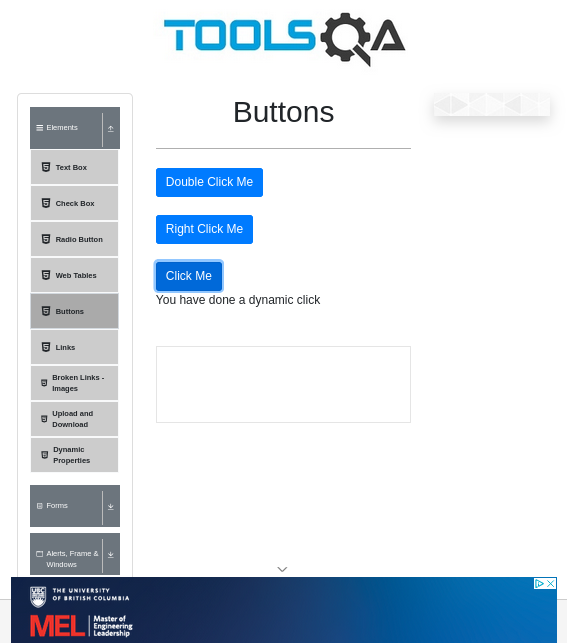 TOOLSQA
Elements
Text Box
Check Box
Radio Button
Web Tables
Buttons
Links
Broken Links -
Images
Upload and
Download
Dynamic
Properties
Forms
Alerts, Frame &
Windows
Buttons
Double Click Me
Right Click Me
Click Me
You have done a dynamic click
UBC
THE UNIVERSITY
OF BRITISH COLUMBIA
MEL
Master of
Engineering
Leadership